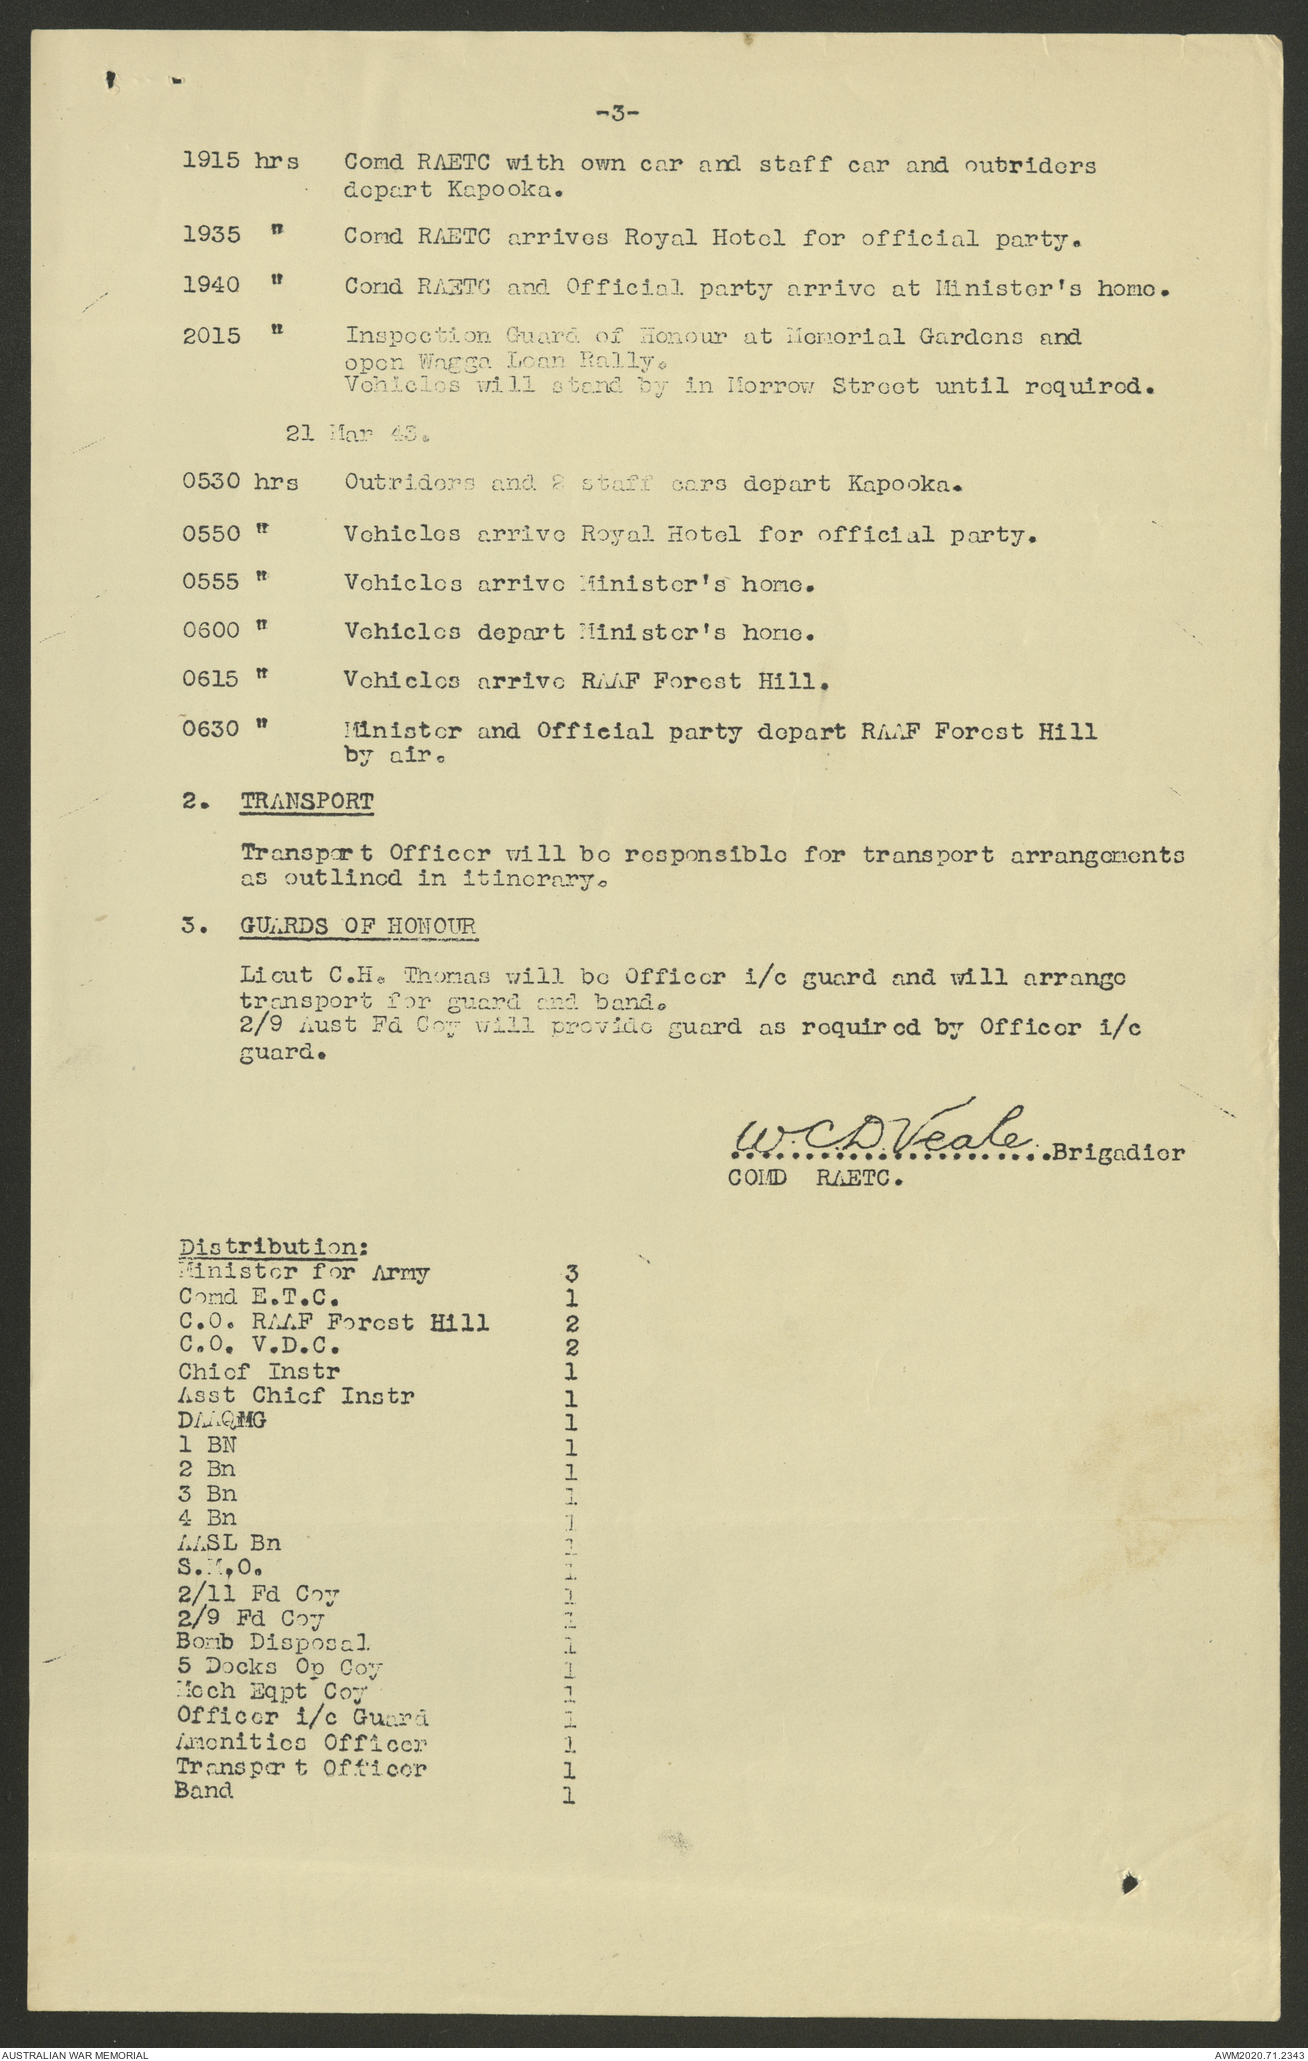 -3-
1915 hrs Comd RAETC with own car and staff car and outriders
depart Kapooka.
1935 " Comd RAETC arrives Royal Hotel for official party.
1940 " Comd RAETC and Official party arrive at Minister's home.
2015 " Inspection Guard of Honour at Memorial Gardens and
open Wagga Loan Rally.
Vehicles will stand by in Morrow Street until required.
21 Mar 43.
0530 hrs Outriders and 2 staff cars depart Kapooka.
0550 " Vehicles arrive Royal Hotel for official party.
0555 " Vehicles arrive Minister's home.
0600 " Vehicles depart Minister's home.
0615 " Vehicles arrive RAAF Forest Hill.
0630 " Minister and Official party depart RAAF Forest Hill
by air.
2. TRANSPORT
Transport Officer will be responsible for transport arrangements
as outlined in itinerary.
3. GUARDS OF HONOUR
Lieut C.H. Thomas will be Officer i/c guard and will arrange
transport for guard and band.
2/9 Aust Fd Coy will provide guard as required by Officer i/c
guard.
W.C.D. Veale
......................Brigadier
COMD RAETC.
Distribution:
Minister for Army 3
Comd E.T.C. 1
C.O. RAAF Forest Hill 2
C.O. V.D.C. 2
Chief Instr 1
Asst Chief Instr 1
DAAQMG 1
1 BN 1
2 Bn 1
3 Bn 1
4 Bn 1
AASL Bn 1
S.M.O. 1
2/11 Fd Coy 1
2/9 Fd Coy 1
Bomb Disposal 1
5 Docks Op Coy 1
Mech Eqpt Coy 1
Officer i/c Guard 1
Amenities Officer 1
Transport Officer 1
Band 1
AUSTRALIAN WAR MEMORIAL
AWM2020.71.2343